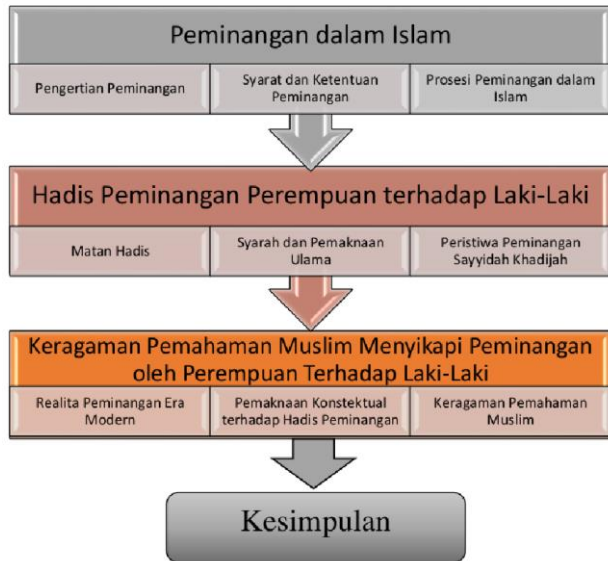 Peminangan dalam Islam
Pengertian Peminangan
Syarat dan Ketentuan
Peminangan
Prosesi Peminangan dalam
Islam
Hadis Peminangan Perempuan terhadap Laki-Laki
Matan Hadis
Syarah dan Pemaknaan
Ulama
Peristiwa Peminangan
Sayyidah Khadijah
Keragaman Pemahaman Muslim Menyikapi Peminangan
oleh Perempuan Terhadap Laki-Laki
Realita Peminangan Era
Modern
Pemaknaan Konstektual
terhadap Hadis Peminangan
Keragaman Pemahaman
Muslim
Kesimpulan